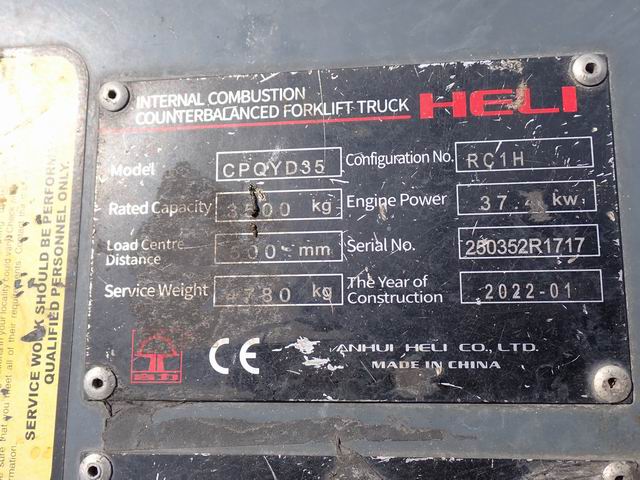 INTERNAL COMBUSTION
COUNTERBALANCED FORKLIFT TRUCK HELI
Model CPQYD35 Configuration No. RC1H
Rated Capacity kg Engine Power kw
Load Centre Distance mm Serial No. 250352R1717
Service Weight kg The Year of Construction 2022-01
CE
ANHUI HELI CO., LTD.
MADE IN CHINA
SERVICE WORK SHOULD BE PERFORM
QUALIFIED PERSONNEL ONLY.